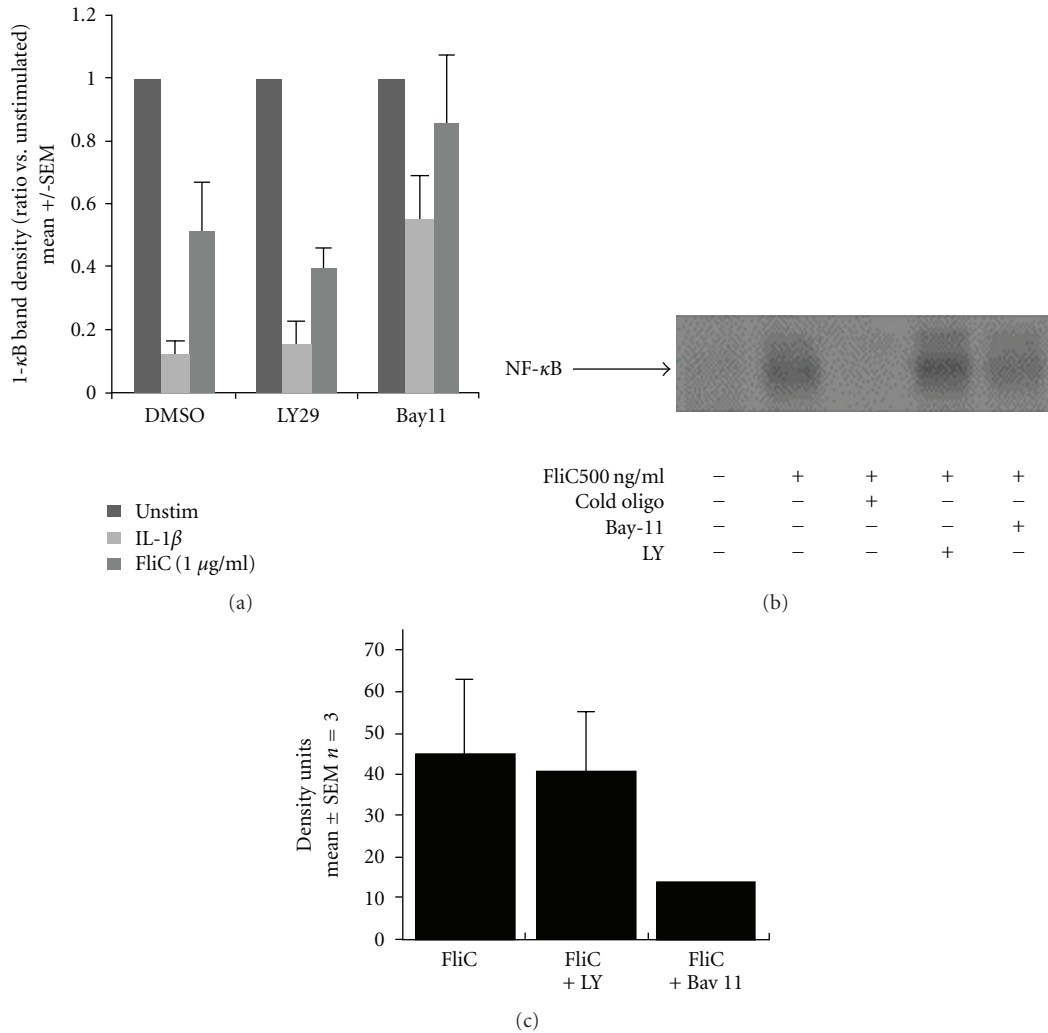 1.2
1
0.8
0.6
0.4
0.2
0
1-κB band density (ratio vs. unstimulated)
mean +/-SEM
DMSO LY29 Bay11
Unstim
IL-1β
FliC (1 μg/ml)
(a)
NF-κB
FliC500 ng/ml − + + + +
Cold oligo − − + − −
Bay-11 − − − − +
LY − − − + −
(b)
70
60
50
40
30
20
10
0
Density units
mean ± SEM n = 3
FliC FliC FliC
+ LY + Bav 11
(c)